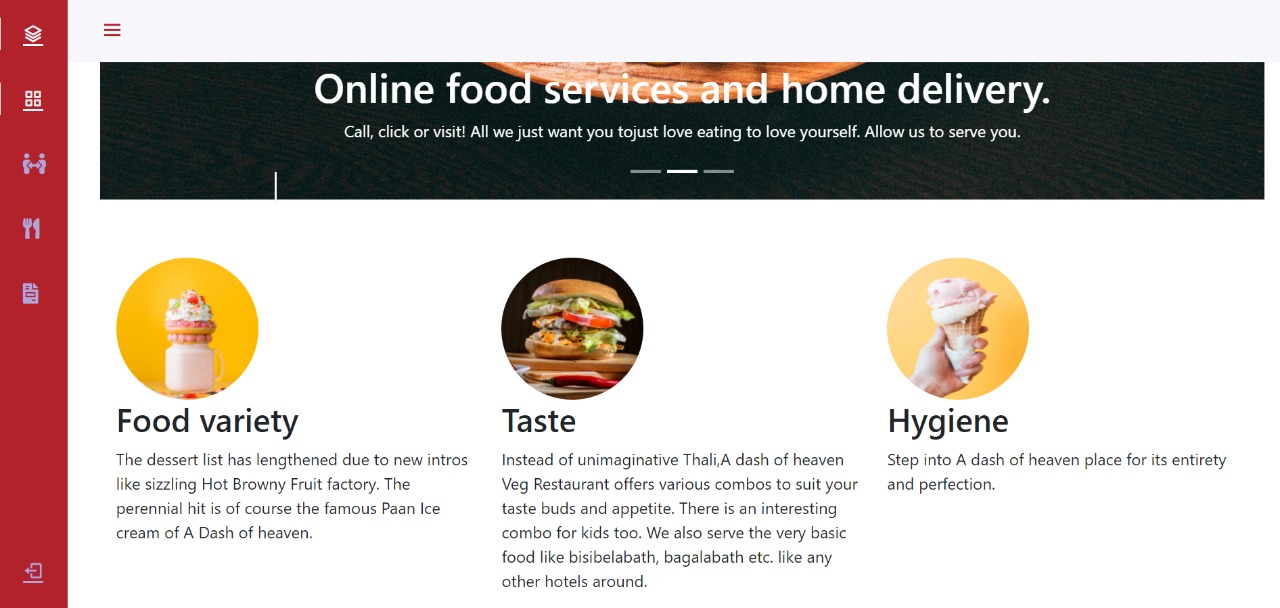 Online food services and home delivery.
Call, click or visit! All we just want you tojust love eating to love yourself. Allow us to serve you.
Food variety
The dessert list has lengthened due to new intros
like sizzling Hot Browny Fruit factory. The
perennial hit is of course the famous Paan Ice
cream of A Dash of heaven.
Taste
Instead of unimaginative Thali,A dash of heaven
Veg Restaurant offers various combos to suit your
taste buds and appetite. There is an interesting
combo for kids too. We also serve the very basic
food like bisibelabath, bagalabath etc. like any
other hotels around.
Hygiene
Step into A dash of heaven place for its entirety
and perfection.